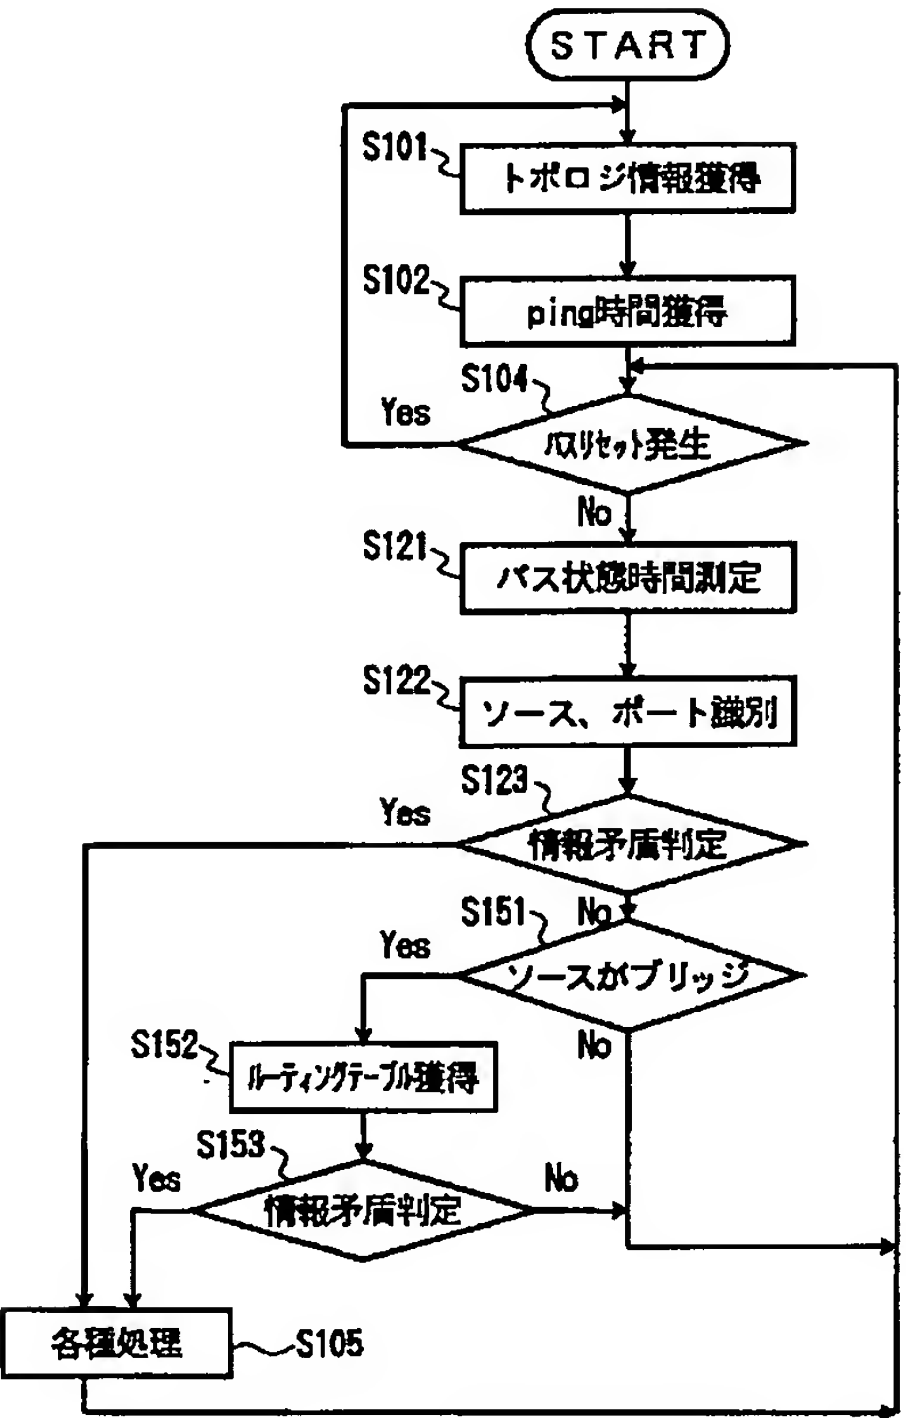 START
S101
トポロジ情報獲得
S102
ping時間獲得
S104
Yes
バスリセット発生
No
S121
バス状態時間測定
S122
ソース、ポート識別
S123
Yes
情報矛盾判定
No
S151
Yes
ソースがブリッジ
No
S152
ルーティングテーブル獲得
S153
Yes
情報矛盾判定
No
各種処理
S105